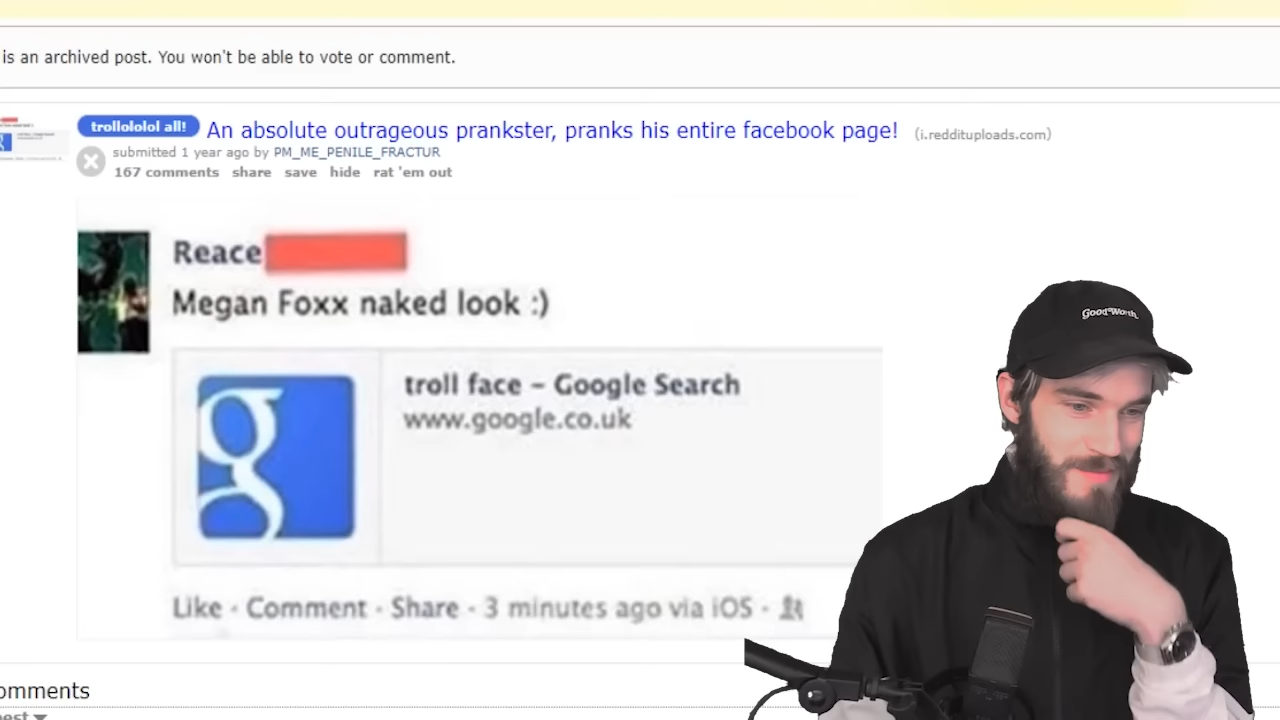 is an archived post. You won't be able to vote or comment.
trollololol all! An absolute outrageous prankster, pranks his entire facebook page! (i.reddituploads.com)
submitted 1 year ago by PM_ME_PENILE_FRACTUR
167 comments share save hide rat 'em out
Reace
Megan Foxx naked look :)
troll face – Google Search
www.google.co.uk
g
Like · Comment · Share · 3 minutes ago via iOS ·
GoodWorth
omments
est